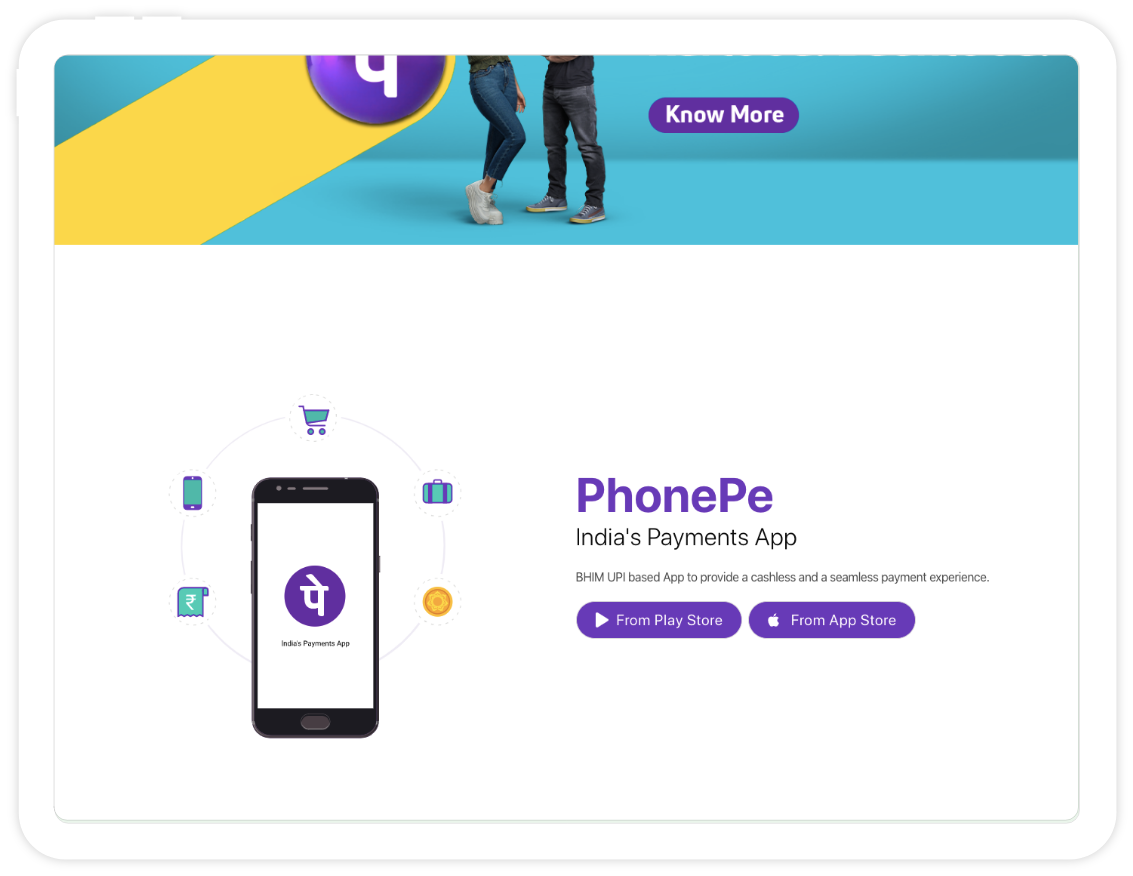 Know More
पे
India's Payments App
PhonePe
India's Payments App
BHIM UPI based App to provide a cashless and a seamless payment experience.
From Play Store
From App Store
₹